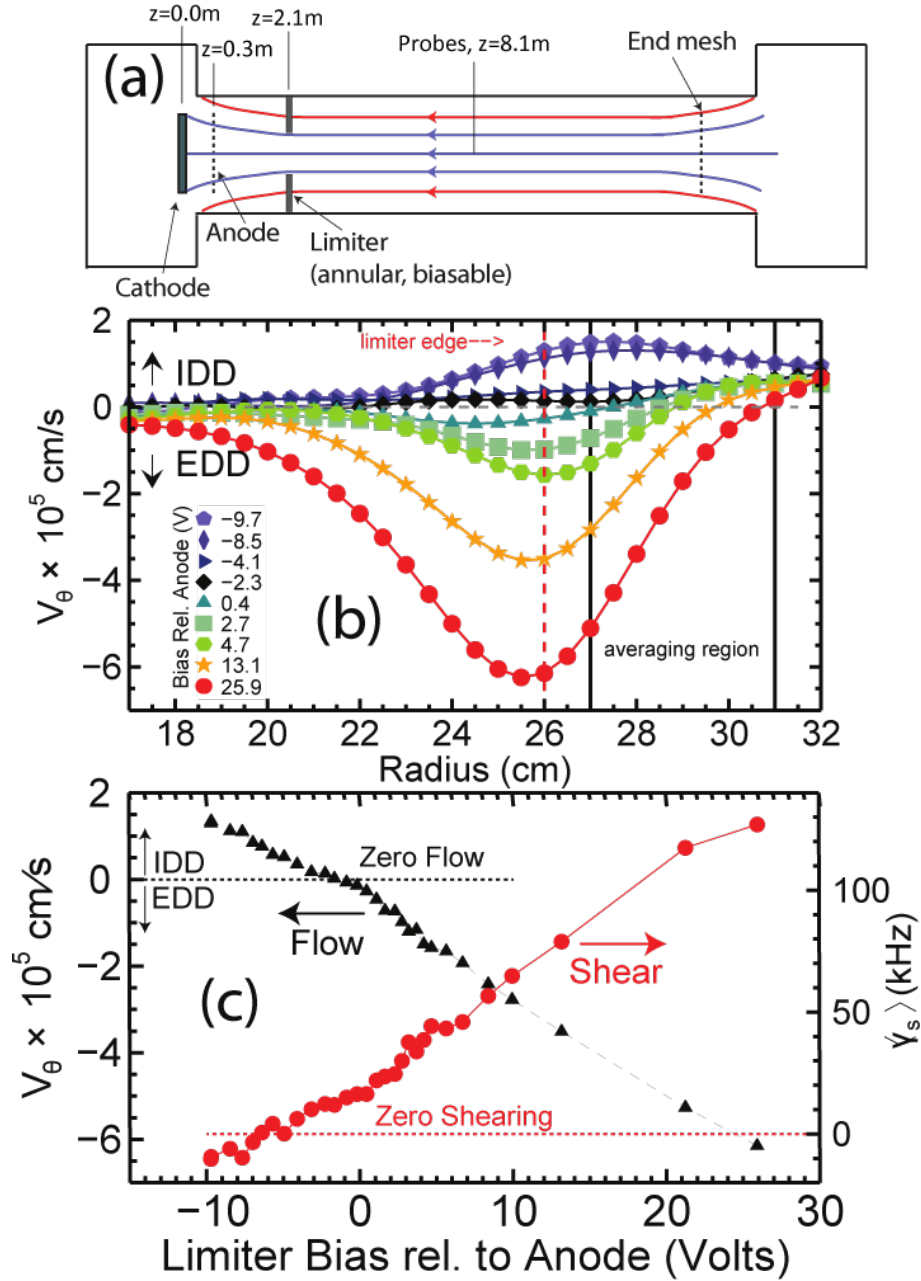 z=0.0m
z=2.1m
z=0.3m
Probes, z=8.1m
End mesh
(a)
Anode
Limiter
(annular, biasable)
Cathode
2
0
−2
−4
−6
V_θ × 10⁵ cm/s
limiter edge-->
IDD
EDD
Bias Rel. Anode (V)
−9.7
−8.5
−4.1
−2.3
0.4
2.7
4.7
13.1
25.9
(b)
averaging region
18 20 22 24 26 28 30 32
Radius (cm)
2
0
−2
−4
−6
V_θ × 10⁵ cm/s
IDD
EDD
Zero Flow
Flow
Shear
(c)
Zero Shearing
100
50
0
⟨γ_s⟩ (kHz)
−10 0 10 20 30
Limiter Bias rel. to Anode (Volts)